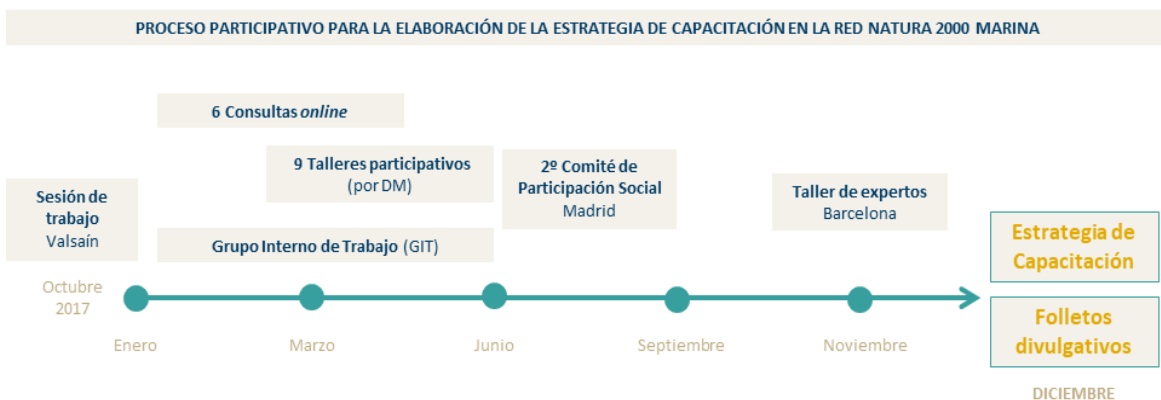 PROCESO PARTICIPATIVO PARA LA ELABORACIÓN DE LA ESTRATEGIA DE CAPACITACIÓN EN LA RED NATURA 2000 MARINA
6 Consultas online
9 Talleres participativos
(por DM)
2º Comité de
Participación Social
Madrid
Sesión de
trabajo
Valsaín
Taller de expertos
Barcelona
Grupo Interno de Trabajo (GIT)
Estrategia de
Capacitación
Octubre
2017
Folletos
divulgativos
Enero
Marzo
Junio
Septiembre
Noviembre
DICIEMBRE